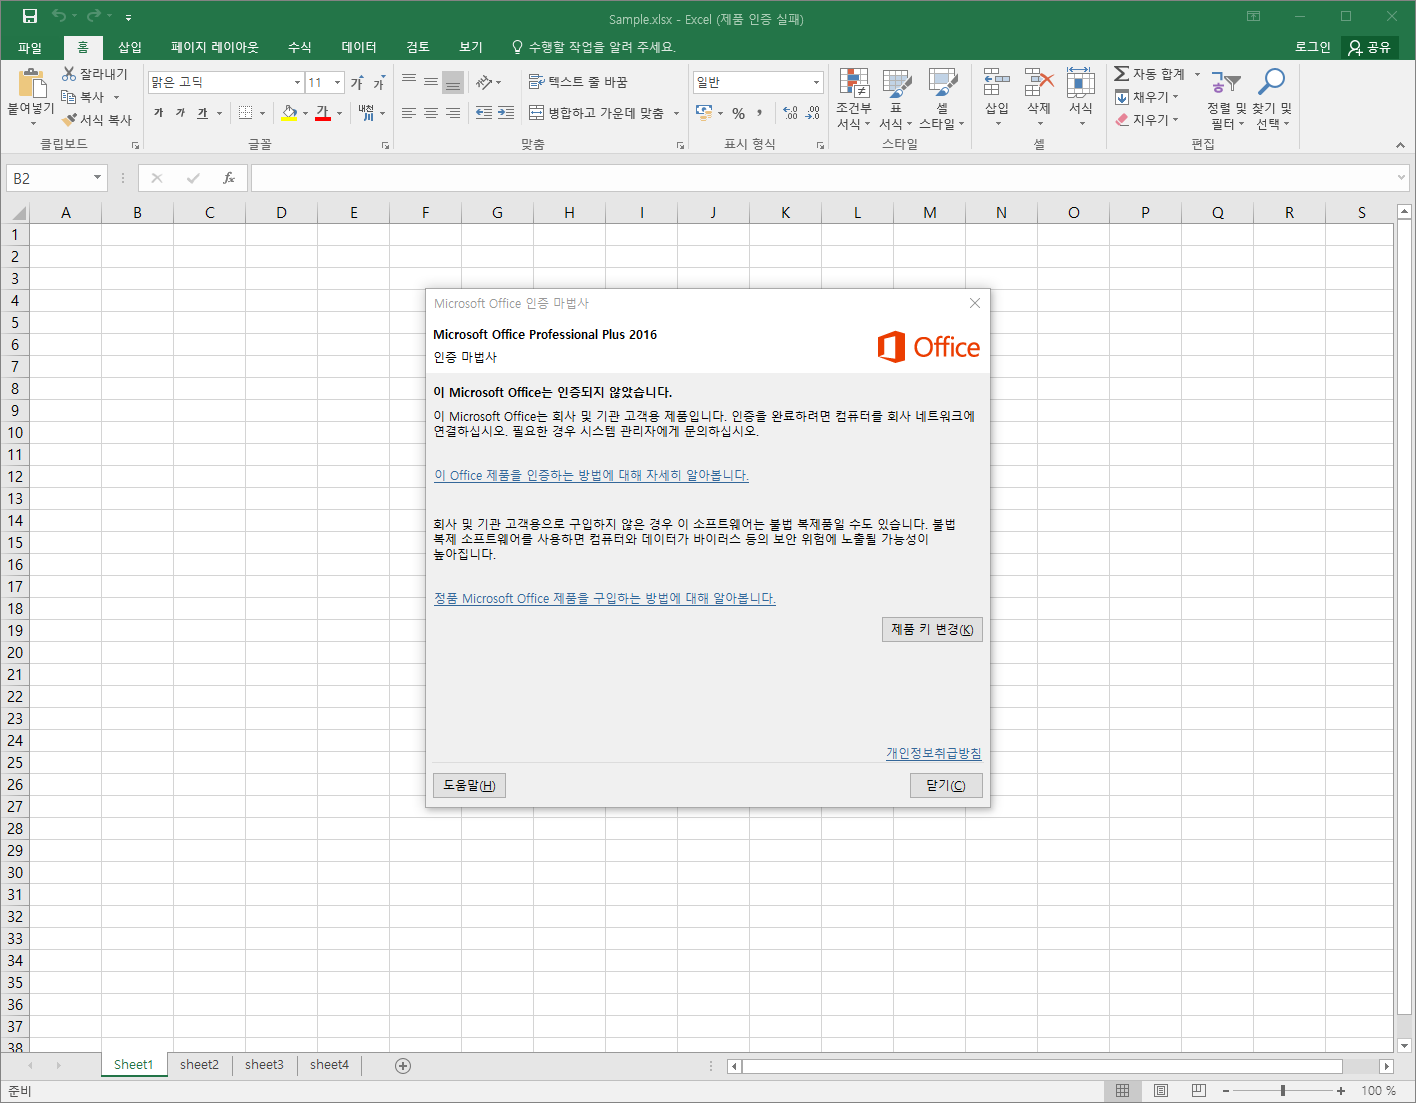 Sample.xlsx - Excel (제품 인증 실패)
파일 홈 삽입 페이지 레이아웃 수식 데이터 검토 보기 수행할 작업을 알려 주세요. 로그인 공유
붙여넣기 잘라내기 복사 서식 복사 클립보드
맑은 고딕 11 가 가
가 가 가 가 내천 글꼴
텍스트 줄 바꿈
병합하고 가운데 맞춤
맞춤
일반
% , .00 .0
표시 형식
조건부 서식 표 서식 셀 스타일
스타일
삽입 삭제 서식
셀
자동 합계
채우기
지우기
정렬 및 필터 찾기 및 선택
편집
B2 fx
A B C D E F G H I J K L M N O P Q R S
1
2
3
4
5
6
7
8
9
10
11
12
13
14
15
16
17
18
19
20
21
22
23
24
25
26
27
28
29
30
31
32
33
34
35
36
37
38
Microsoft Office 인증 마법사
Microsoft Office Professional Plus 2016
인증 마법사
Office
이 Microsoft Office는 인증되지 않았습니다.
이 Microsoft Office는 회사 및 기관 고객용 제품입니다. 인증을 완료하려면 컴퓨터를 회사 네트워크에
연결하십시오. 필요한 경우 시스템 관리자에게 문의하십시오.
이 Office 제품을 인증하는 방법에 대해 자세히 알아봅니다.
회사 및 기관 고객용으로 구입하지 않은 경우 이 소프트웨어는 불법 복제품일 수도 있습니다. 불법
복제 소프트웨어를 사용하면 컴퓨터와 데이터가 바이러스 등의 보안 위험에 노출될 가능성이
높아집니다.
정품 Microsoft Office 제품을 구입하는 방법에 대해 알아봅니다.
제품 키 변경(K)
개인정보취급방침
도움말(H) 닫기(C)
Sheet1 sheet2 sheet3 sheet4
준비 100 %